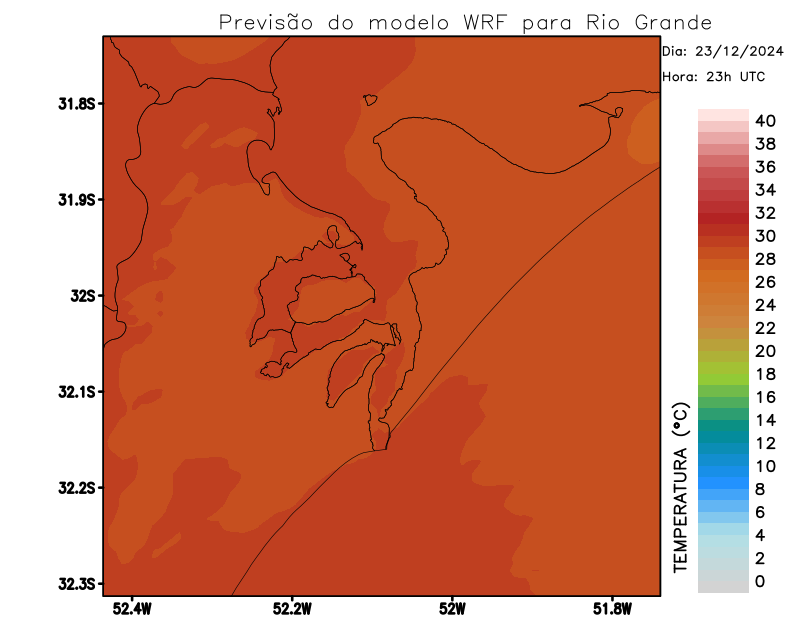 Previsão do modelo WRF para Rio Grande
Dia: 23/12/2024
Hora: 23h UTC
31.8S
31.9S
32S
32.1S
32.2S
32.3S
52.4W
52.2W
52W
51.8W
TEMPERATURA (°C)
40
38
36
34
32
30
28
26
24
22
20
18
16
14
12
10
8
6
4
2
0